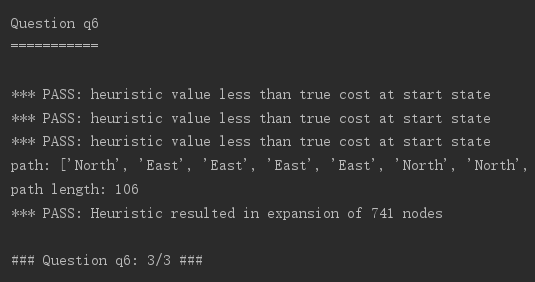 Question q6
===========
*** PASS: heuristic value less than true cost at start state
*** PASS: heuristic value less than true cost at start state
*** PASS: heuristic value less than true cost at start state
path: ['North', 'East', 'East', 'East', 'East', 'North', 'North',
path length: 106
*** PASS: Heuristic resulted in expansion of 741 nodes
### Question q6: 3/3 ###